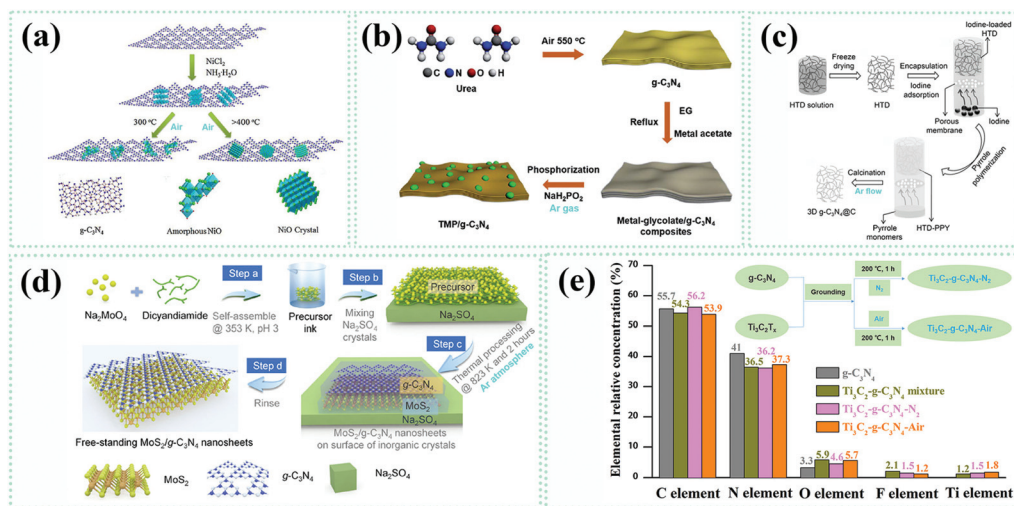 (a)
NiCl2
NH3·H2O
300 ℃
Air
Air
>400 ℃
g-C3N4
Amorphous NiO
NiO Crystal
(b)
C N O H
Urea
Air 550 ℃
g-C3N4
EG
Reflux
Metal acetate
Phosphorization
NaH2PO2
Ar gas
TMP/g-C3N4
Metal-glycolate/g-C3N4
composites
(c)
Iodine-loaded
HTD
Freeze
drying
Encapsulation
Iodine
adsorption
HTD solution
HTD
Porous
membrane
Iodine
Pyrrole
polymerization
Calcination
Ar flow
3D g-C3N4@C
Pyrrole
monomers
HTD-PPY
(d)
Na2MoO4
Dicyandiamide
Step a
Self-assemble
@ 353 K, pH 3
Precursor
ink
Step b
Mixing
Na2SO4
crystals
Precursor
Na2SO4
Step c
Thermal processing
@ 823 K and 2 hours
Ar atmosphere
g-C3N4
MoS2
Na2SO4
MoS2/g-C3N4 nanosheets
on surface of inorganic crystals
Step d
Rinse
Free-standing MoS2/g-C3N4 nanosheets
MoS2
g-C3N4
Na2SO4
(e)
Elemental relative concentration (%)
70
60
50
40
30
20
10
0
55.7
54.3
56.2
53.9
41
36.5
36.2
37.3
3.3
5.9
4.6
5.7
2.1
1.5
1.2
1.2
1.5
1.8
C element
N element
O element
F element
Ti element
g-C3N4
Ti3C2Tx
Grounding
200 ℃, 1 h
N2
Ti3C2-g-C3N4-N2
Air
200 ℃, 1 h
Ti3C2-g-C3N4-Air
g-C3N4
Ti3C2-g-C3N4 mixture
Ti3C2-g-C3N4-N2
Ti3C2-g-C3N4-Air